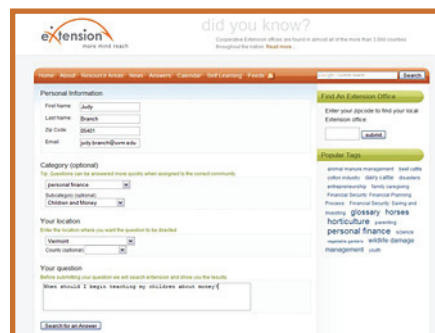 eXtension
more mind reach
did you know?
Cooperative Extension offices are found in almost all of the more than 3,000 counties
throughout the nation. Read more...
Home About Resource Areas News Answers Calendar Self Learning Feeds
Search
Personal Information
First Name: Judy
Last Name: Branch
Zip Code: 05401
Email: judy.branch@uvm.edu
Category (optional)
Tip: Questions can be answered more quickly when assigned to the correct community.
personal finance
Subcategory (optional)
Children and Money
Your location
Enter the location where you want the question to be directed
Vermont
County (optional)
Your question
Before submitting your question we will search extension and show you the results.
When should I begin teaching my children about money?
Search for an Answer
Find An Extension Office
Enter your zipcode to find your local
Extension office.
submit
Popular Tags
animal manure management beef cattle
cotton industry dairy cattle disasters
entrepreneurship family caregiving
Financial Security Financial Planning
Process Financial Security Saving and
Investing glossary horses
horticulture parenting
personal finance science
vegetable gardens wildlife damage
management youth